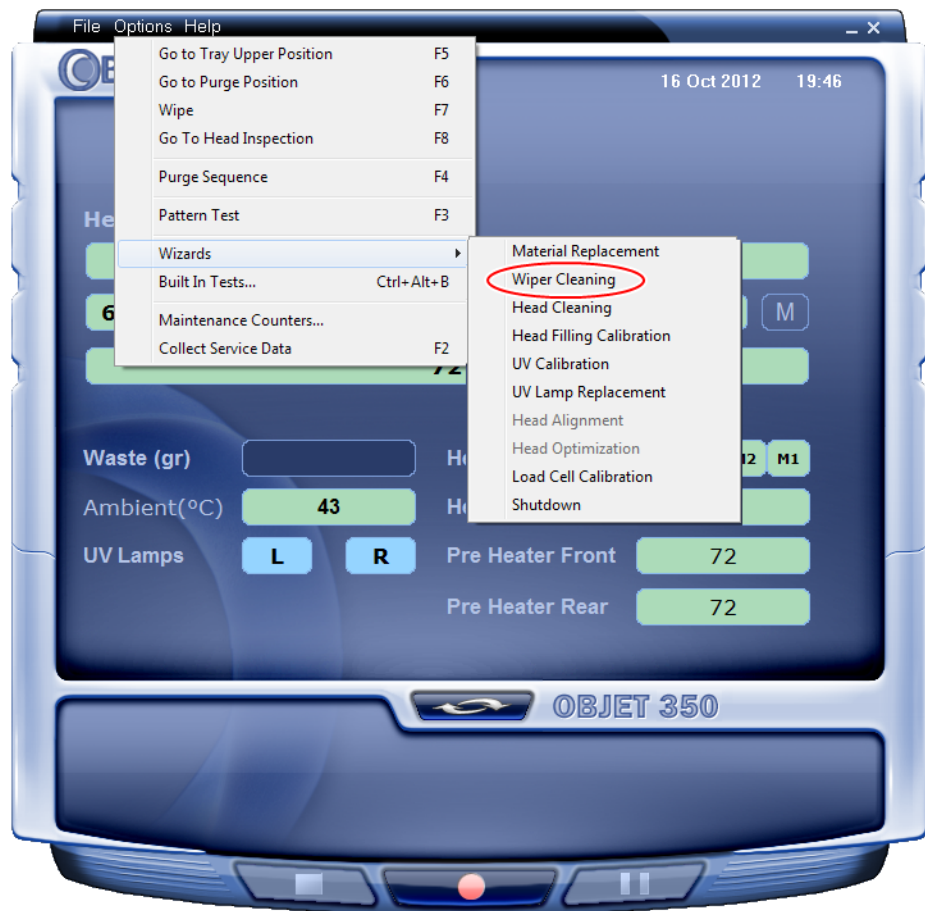 File Options Help
16 Oct 2012 19:46
Go to Tray Upper Position F5
Go to Purge Position F6
Wipe F7
Go To Head Inspection F8
Purge Sequence F4
Pattern Test F3
Wizards
Built In Tests... Ctrl+Alt+B
Maintenance Counters...
Collect Service Data F2
Material Replacement
Wiper Cleaning
Head Cleaning
Head Filling Calibration
UV Calibration
UV Lamp Replacement
Head Alignment
Head Optimization
Load Cell Calibration
Shutdown
M
72
Waste (gr)
M1
Ambient(ºC) 43
UV Lamps L R
Pre Heater Front 72
Pre Heater Rear 72
OBJET 350